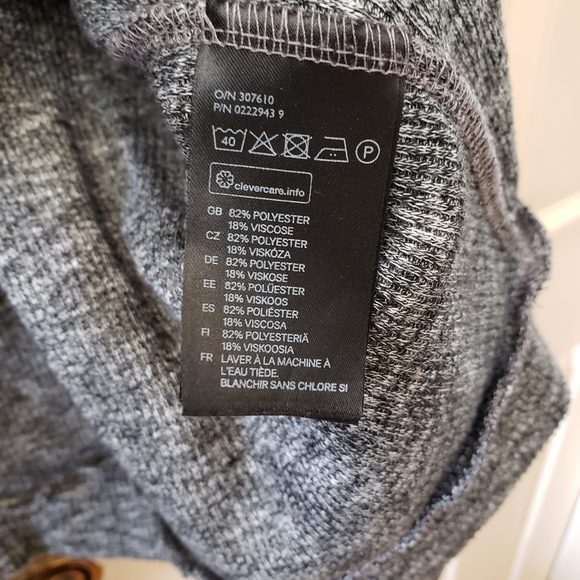 O/N 307610
P/N 0222943 9
40 P
clevercare.info
GB 82% POLYESTER
18% VISCOSE
CZ 82% POLYESTER
18% VISKÓZA
DE 82% POLYESTER
18% VISKOSE
EE 82% POLÜESTER
18% VISKOOS
ES 82% POLIÉSTER
18% VISCOSA
FI 82% POLYESTERIÄ
18% VISKOOSIA
FR LAVER À LA MACHINE À
L'EAU TIÈDE.
BLANCHIR SANS CHLORE SI